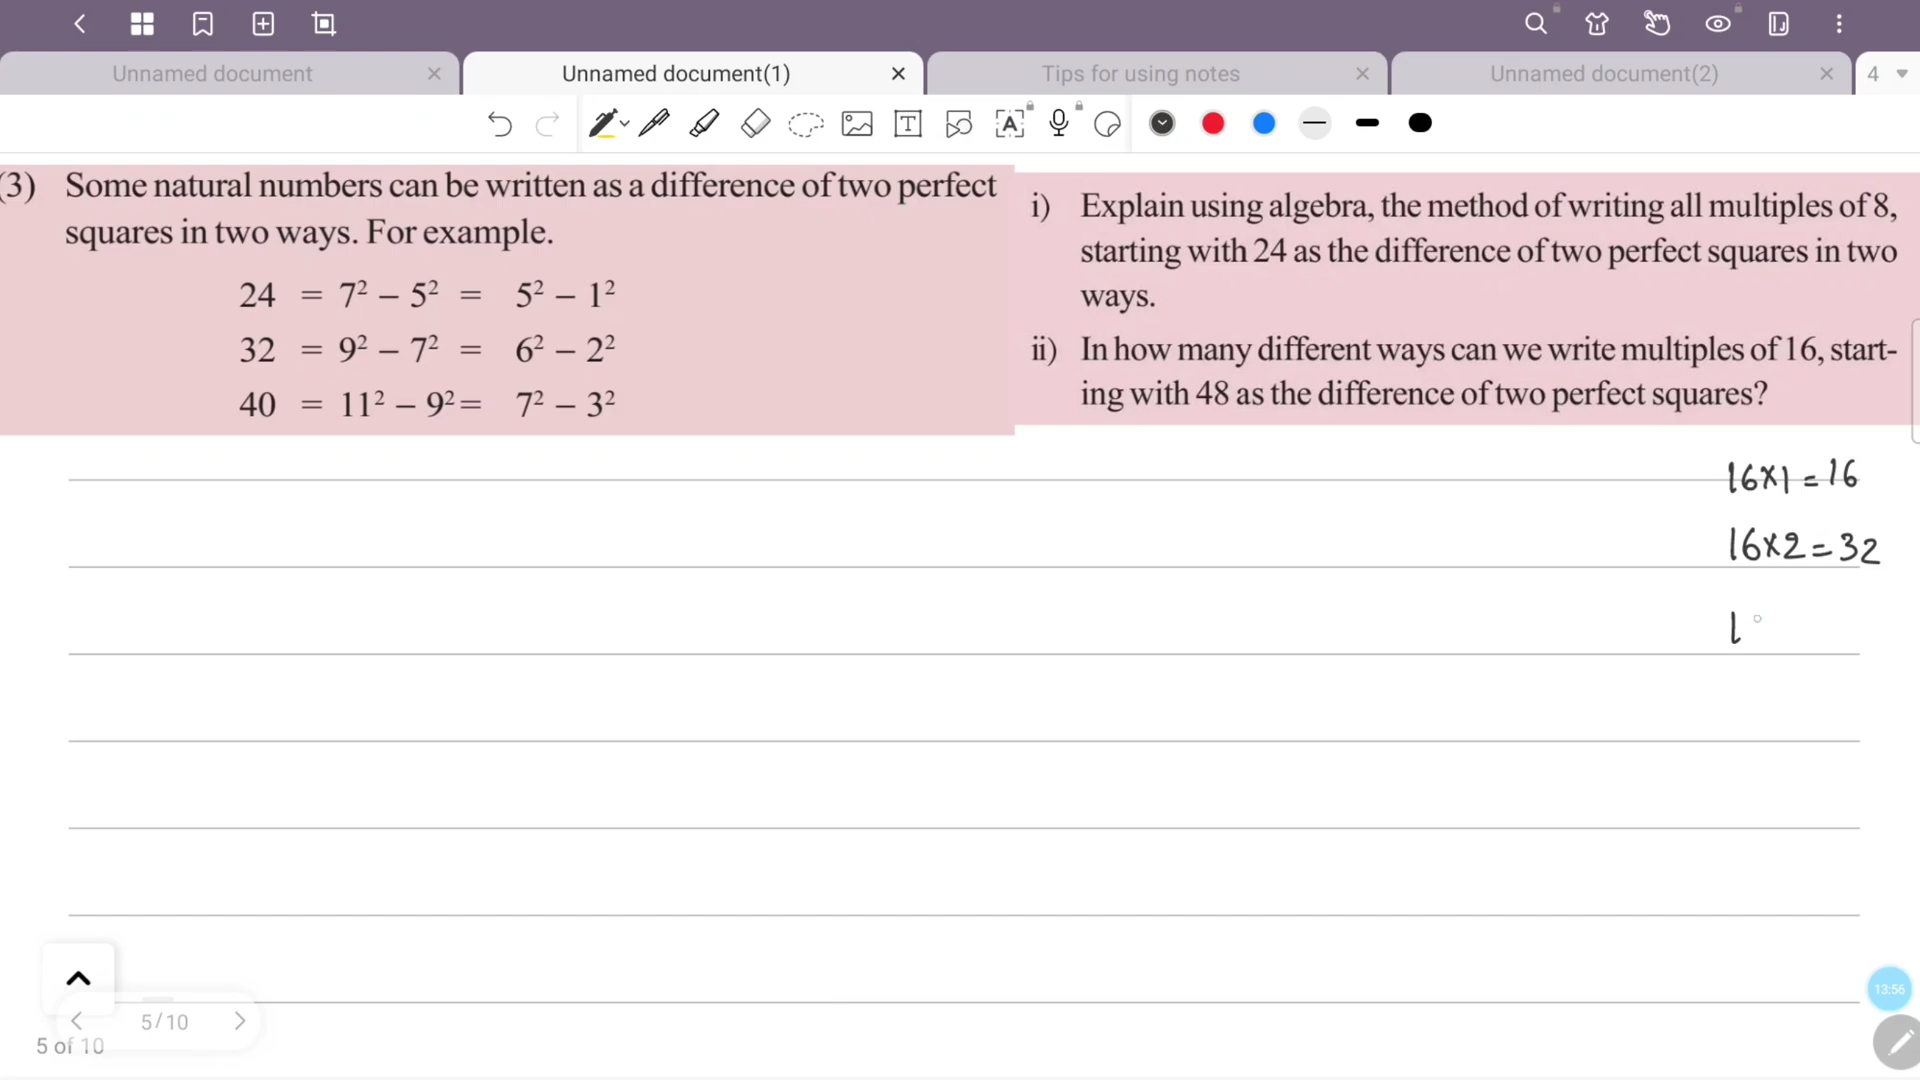 Unnamed document
Unnamed document(1)
Tips for using notes
Unnamed document(2)
4
(3) Some natural numbers can be written as a difference of two perfect
squares in two ways. For example.
24 = 7² – 5² = 5² – 1²
32 = 9² – 7² = 6² – 2²
40 = 11² – 9² = 7² – 3²
i) Explain using algebra, the method of writing all multiples of 8,
starting with 24 as the difference of two perfect squares in two
ways.
ii) In how many different ways can we write multiples of 16, start-
ing with 48 as the difference of two perfect squares?
16×1 = 16
16×2 = 32
1
5/10
5 of 10
13:56